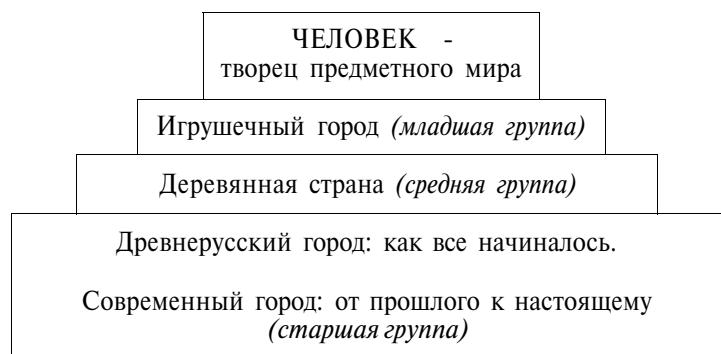 ЧЕЛОВЕК -
творец предметного мира
Игрушечный город (младшая группа)
Деревянная страна (средняя группа)
Древнерусский город: как все начиналось.
Современный город: от прошлого к настоящему
(старшая группа)